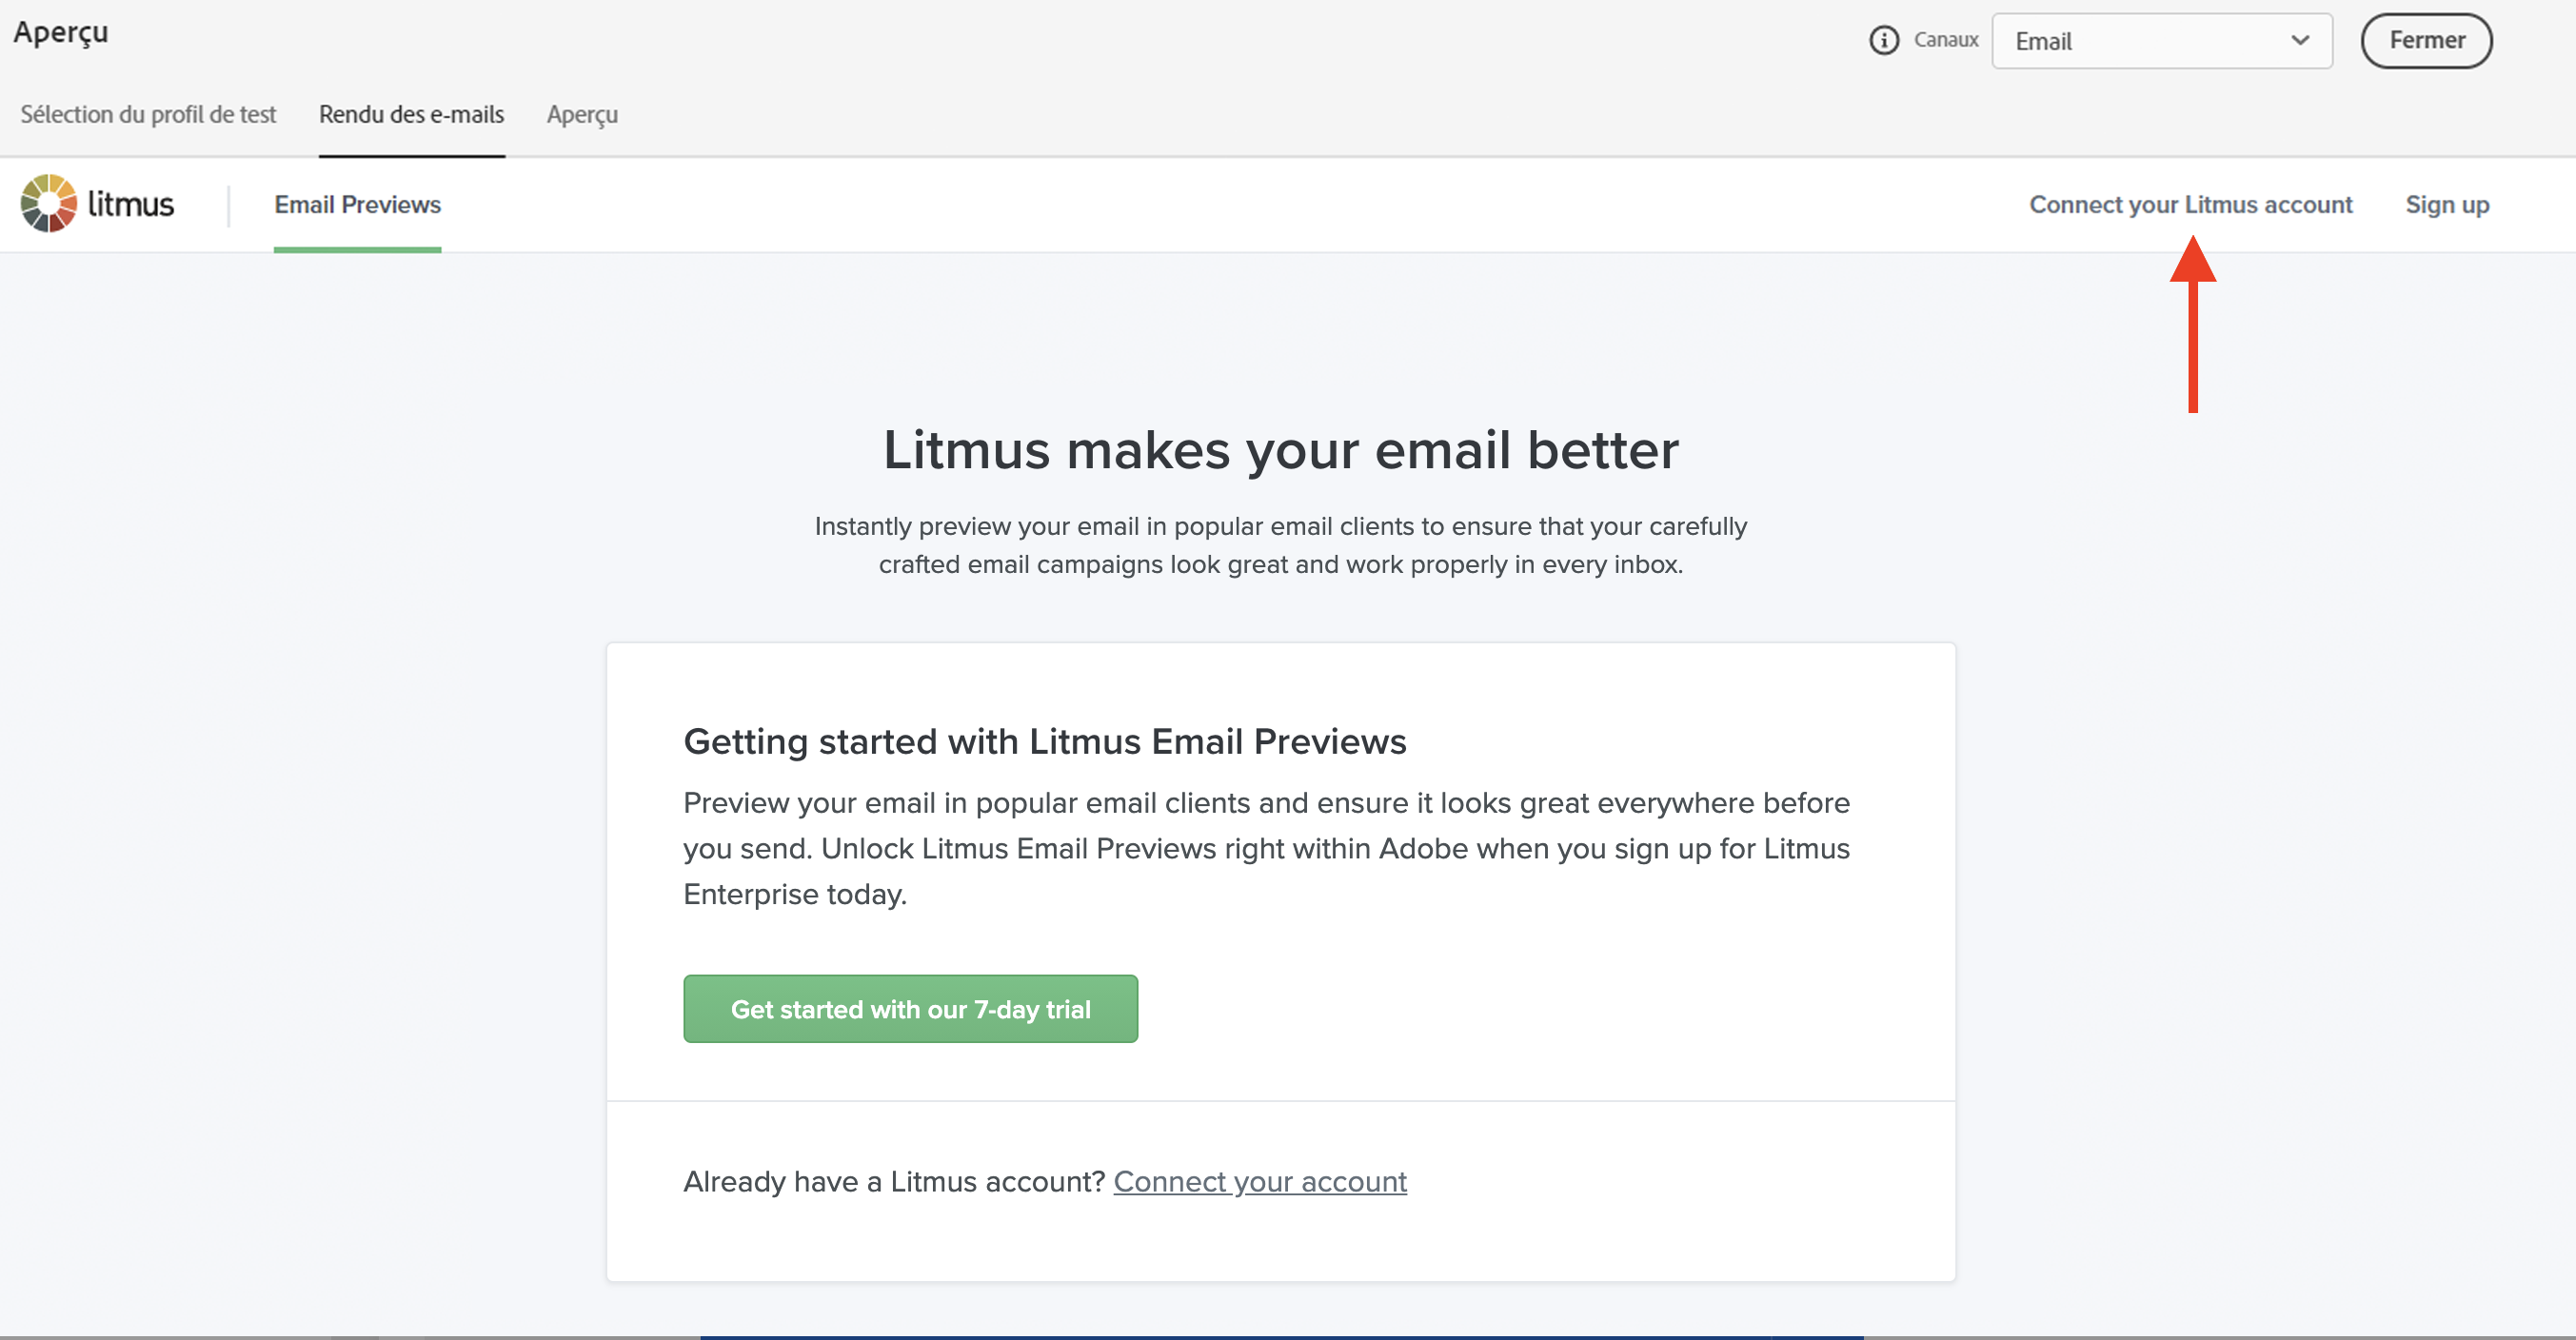 Aperçu
Canaux
Email
Fermer
Sélection du profil de test
Rendu des e-mails
Aperçu
litmus
Email Previews
Connect your Litmus account
Sign up
Litmus makes your email better
Instantly preview your email in popular email clients to ensure that your carefully
crafted email campaigns look great and work properly in every inbox.
Getting started with Litmus Email Previews
Preview your email in popular email clients and ensure it looks great everywhere before
you send. Unlock Litmus Email Previews right within Adobe when you sign up for Litmus
Enterprise today.
Get started with our 7-day trial
Already have a Litmus account? Connect your account